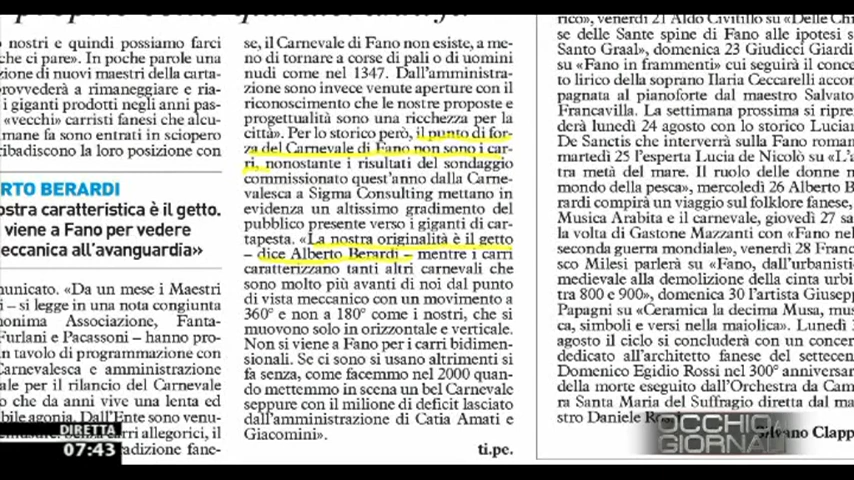 o nostri e quindi possiamo farci
che ci pare». In poche parole una
zione di nuovi maestri della carta-
rovvederà a rimaneggiare e ria-
i giganti prodotti negli anni pas-
«vecchi» carristi fanesi che alcu-
mane fa sono entrati in sciopero
ribadiscono la loro posizione con
RTO BERARDI
ostra caratteristica è il getto.
viene a Fano per vedere
eccanica all'avanguardia»
municato. «Da un mese i Maestri
i – si legge in una nota congiunta
nonima Associazione, Fanta-
Furlani e Pacassoni – hanno pro-
n tavolo di programmazione con
Carnevalesca e amministrazione
ale per il rilancio del Carnevale
o che da anni vive una lenta ed
bile agonia. Dall'Ente sono venu-
carri allegorici, il
adizione fane-
se, il Carnevale di Fano non esiste, a me-
no di tornare a corse di pali o di uomini
nudi come nel 1347. Dall'amministra-
zione sono invece venute aperture con il
riconoscimento che le nostre proposte e
progettualità sono una ricchezza per la
città». Per lo storico però, il punto di for-
za del Carnevale di Fano non sono i car-
ri, nonostante i risultati del sondaggio
commissionato quest'anno dalla Carne-
valesca a Sigma Consulting mettano in
evidenza un altissimo gradimento del
pubblico presente verso i giganti di car-
tapesta. «La nostra originalità è il getto
– dice Alberto Berardi – mentre i carri
caratterizzano tanti altri carnevali che
sono molto più avanti di noi dal punto
di vista meccanico con un movimento a
360° e non a 180° come i nostri, che si
muovono solo in orizzontale e verticale.
Non si viene a Fano per i carri bidimen-
sionali. Se ci sono si usano altrimenti si
fa senza, come facemmo nel 2000 quan-
do mettemmo in scena un bel Carnevale
seppure con il milione di deficit lasciato
dall'amministrazione di Catia Amati e
Giacomini».
ti.pe.
rico», venerdì 21 Aldo Civitillo su «Delle Chi
se delle Sante spine di Fano alle ipotesi s
Santo Graal», domenica 23 Giudicci Giardi
su «Fano in frammenti» cui seguirà il conce
to lirico della soprano Ilaria Ceccarelli accom
pagnata al pianoforte dal maestro Salvato
Francavilla. La settimana prossima si ripre
derà lunedì 24 agosto con lo storico Lucian
De Sanctis che interverrà sulla Fano roman
martedì 25 l'esperta Lucia de Nicolò su «L'a
tra metà del mare. Il ruolo delle donne n
mondo della pesca», mercoledì 26 Alberto B
rardi compirà un viaggio sul folklore fanese,
Musica Arabita e il carnevale, giovedì 27 sa
la volta di Gastone Mazzanti con «Fano nel
seconda guerra mondiale», venerdì 28 Franc
sco Milesi parlerà su «Fano, dall'urbanisti
medievale alla demolizione della cinta urbi
tra 800 e 900», domenica 30 l'artista Giusepp
Papagni su «Ceramica la decima Musa, mus
ca, simboli e versi nella maiolica». Lunedì 3
agosto il ciclo si concluderà con un concer
dedicato all'architetto fanese del settecen
Domenico Egidio Rossi nel 300° anniversar
della morte eseguito dall'Orchestra da Cam
ra Santa Maria del Suffragio diretta dal ma
stro Daniele
Silvano Clapp
DIRETTA
07:43
OCCHIO
GIORNALI